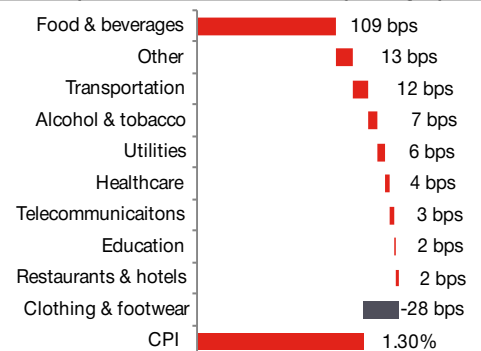 Food & beverages 109 bps
Other 13 bps
Transportation 12 bps
Alcohol & tobacco 7 bps
Utilities 6 bps
Healthcare 4 bps
Telecommunicaitons 3 bps
Education 2 bps
Restaurants & hotels 2 bps
Clothing & footwear -28 bps
CPI 1.30%